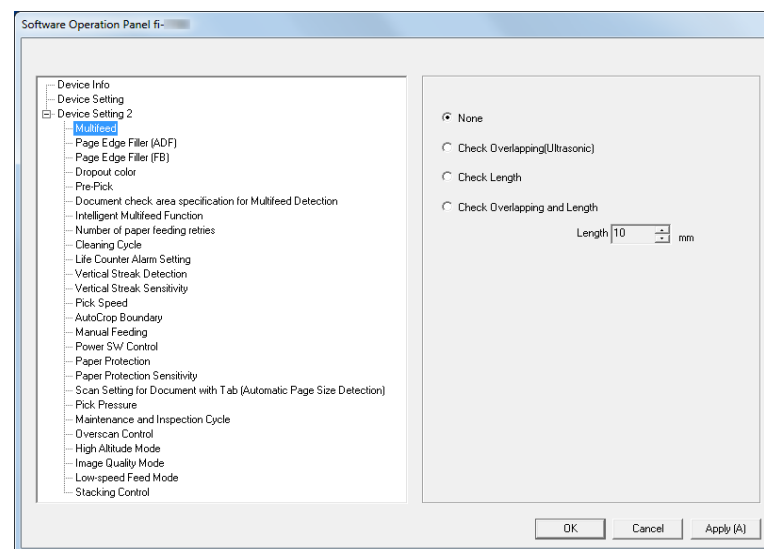 Software Operation Panel fi-
Device Info
Device Setting
Device Setting 2
Multifeed
Page Edge Filler (ADF)
Page Edge Filler (FB)
Dropout color
Pre-Pick
Document check area specification for Multifeed Detection
Intelligent Multifeed Function
Number of paper feeding retries
Cleaning Cycle
Life Counter Alarm Setting
Vertical Streak Detection
Vertical Streak Sensitivity
Pick Speed
AutoCrop Boundary
Manual Feeding
Power SW Control
Paper Protection
Paper Protection Sensitivity
Scan Setting for Document with Tab (Automatic Page Size Detection)
Pick Pressure
Maintenance and Inspection Cycle
Overscan Control
High Altitude Mode
Image Quality Mode
Low-speed Feed Mode
Stacking Control
None
Check Overlapping(Ultrasonic)
Check Length
Check Overlapping and Length
Length 10 mm
OK Cancel Apply (A)